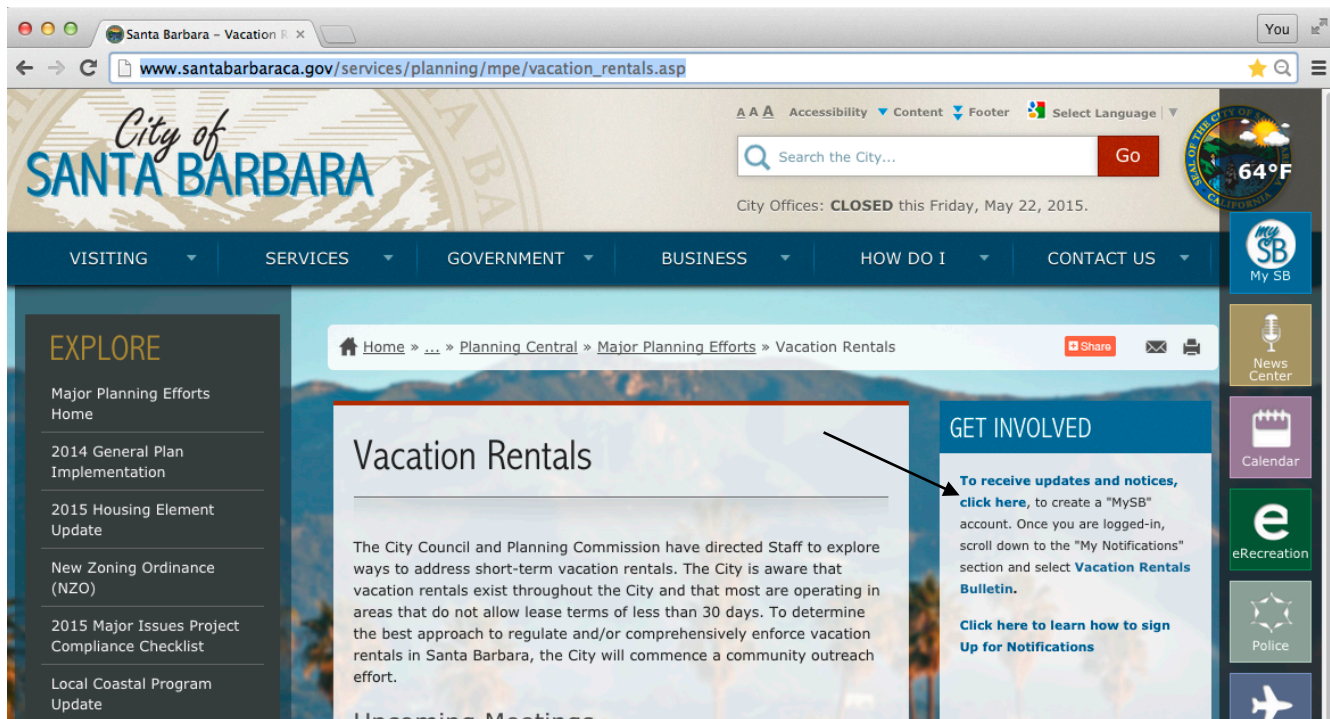 Santa Barbara – Vacation R
You
www.santabarbaraca.gov/services/planning/mpe/vacation_rentals.asp
City of
SANTA BARBARA
A A A Accessibility Content Footer Select Language
Search the City...
Go
64°F
City Offices: CLOSED this Friday, May 22, 2015.
VISITING SERVICES GOVERNMENT BUSINESS HOW DO I CONTACT US
my
SB
My SB
News
Center
Calendar
e
eRecreation
Police
EXPLORE
Major Planning Efforts
Home
2014 General Plan
Implementation
2015 Housing Element
Update
New Zoning Ordinance
(NZO)
2015 Major Issues Project
Compliance Checklist
Local Coastal Program
Update
Home » ... » Planning Central » Major Planning Efforts » Vacation Rentals
Share
Vacation Rentals
The City Council and Planning Commission have directed Staff to explore
ways to address short-term vacation rentals. The City is aware that
vacation rentals exist throughout the City and that most are operating in
areas that do not allow lease terms of less than 30 days. To determine
the best approach to regulate and/or comprehensively enforce vacation
rentals in Santa Barbara, the City will commence a community outreach
effort.
Upcoming Meetings
GET INVOLVED
To receive updates and notices,
click here, to create a "MySB"
account. Once you are logged-in,
scroll down to the "My Notifications"
section and select Vacation Rentals
Bulletin.
Click here to learn how to sign
Up for Notifications